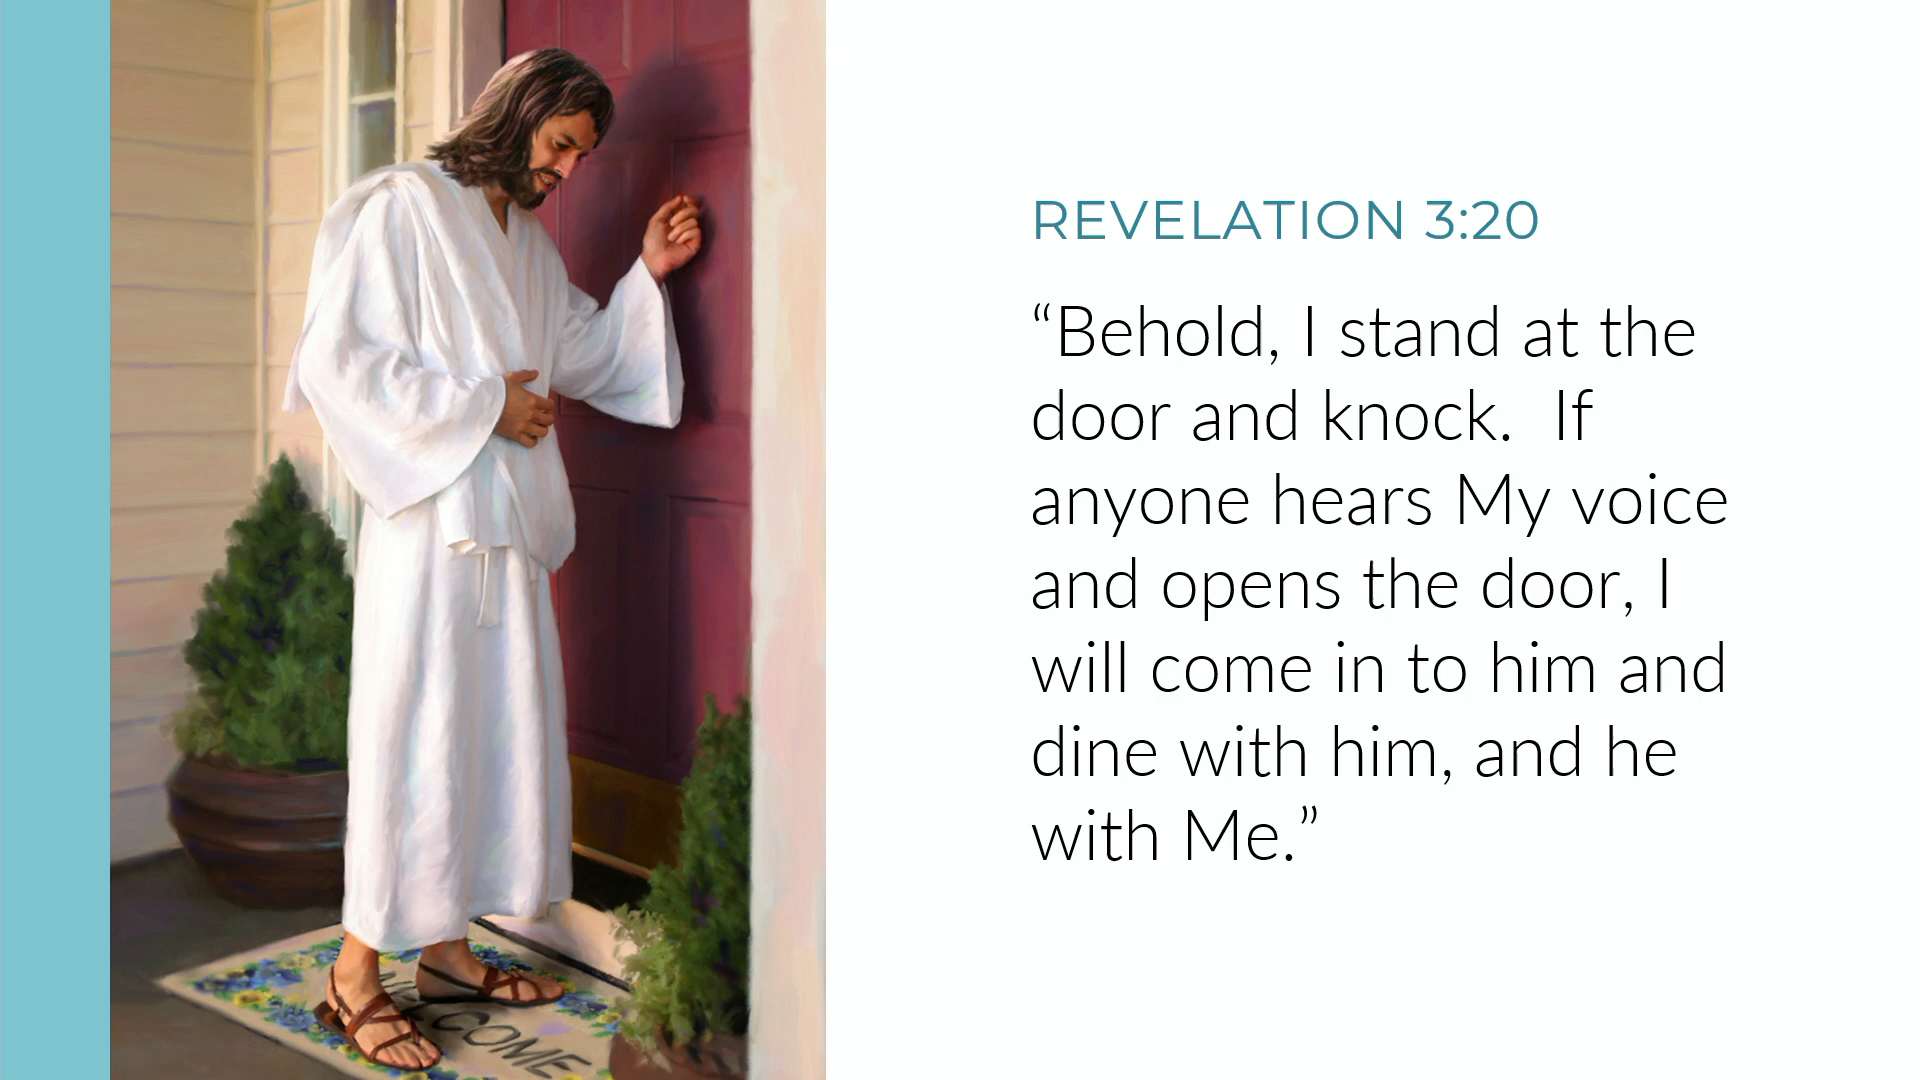 REVELATION 3:20
“Behold, I stand at the
door and knock.  If
anyone hears My voice
and opens the door, I
will come in to him and
dine with him, and he
with Me.”
WELCOME